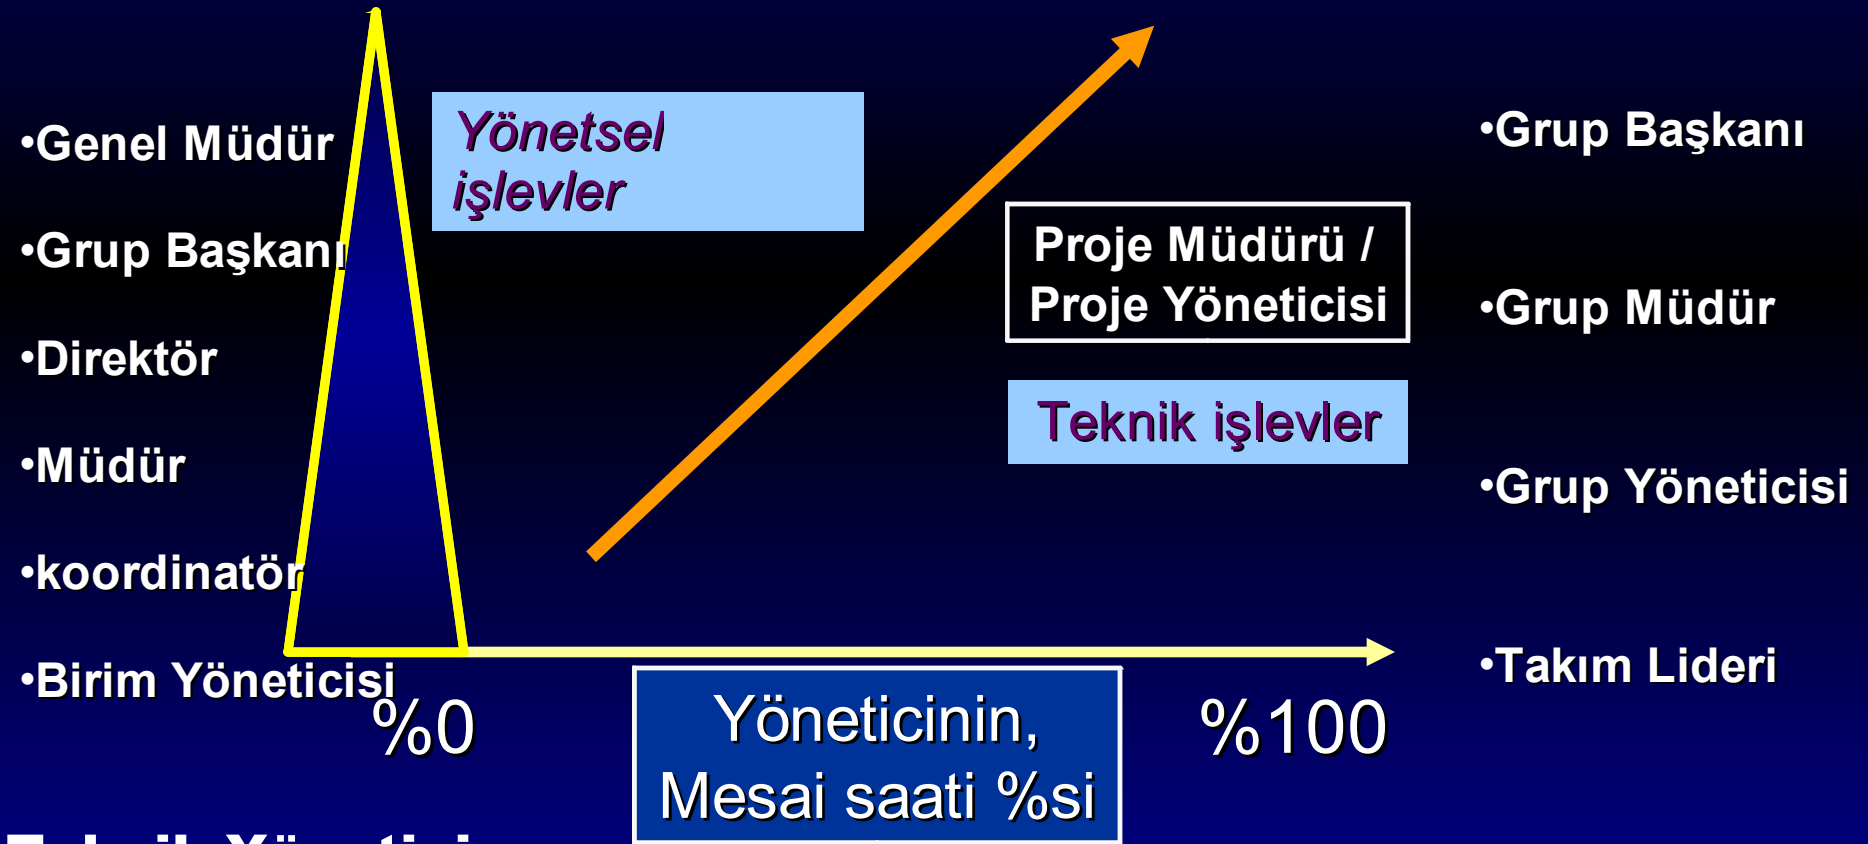 •Genel Müdür
•Grup Başkanı
•Direktör
•Müdür
•koordinatör
•Birim Yöneticisi
Yönetsel
işlevler
Proje Müdürü /
Proje Yöneticisi
Teknik işlevler
•Grup Başkanı
•Grup Müdür
•Grup Yöneticisi
•Takım Lideri
%0
Yöneticinin,
Mesai saati %si
%100